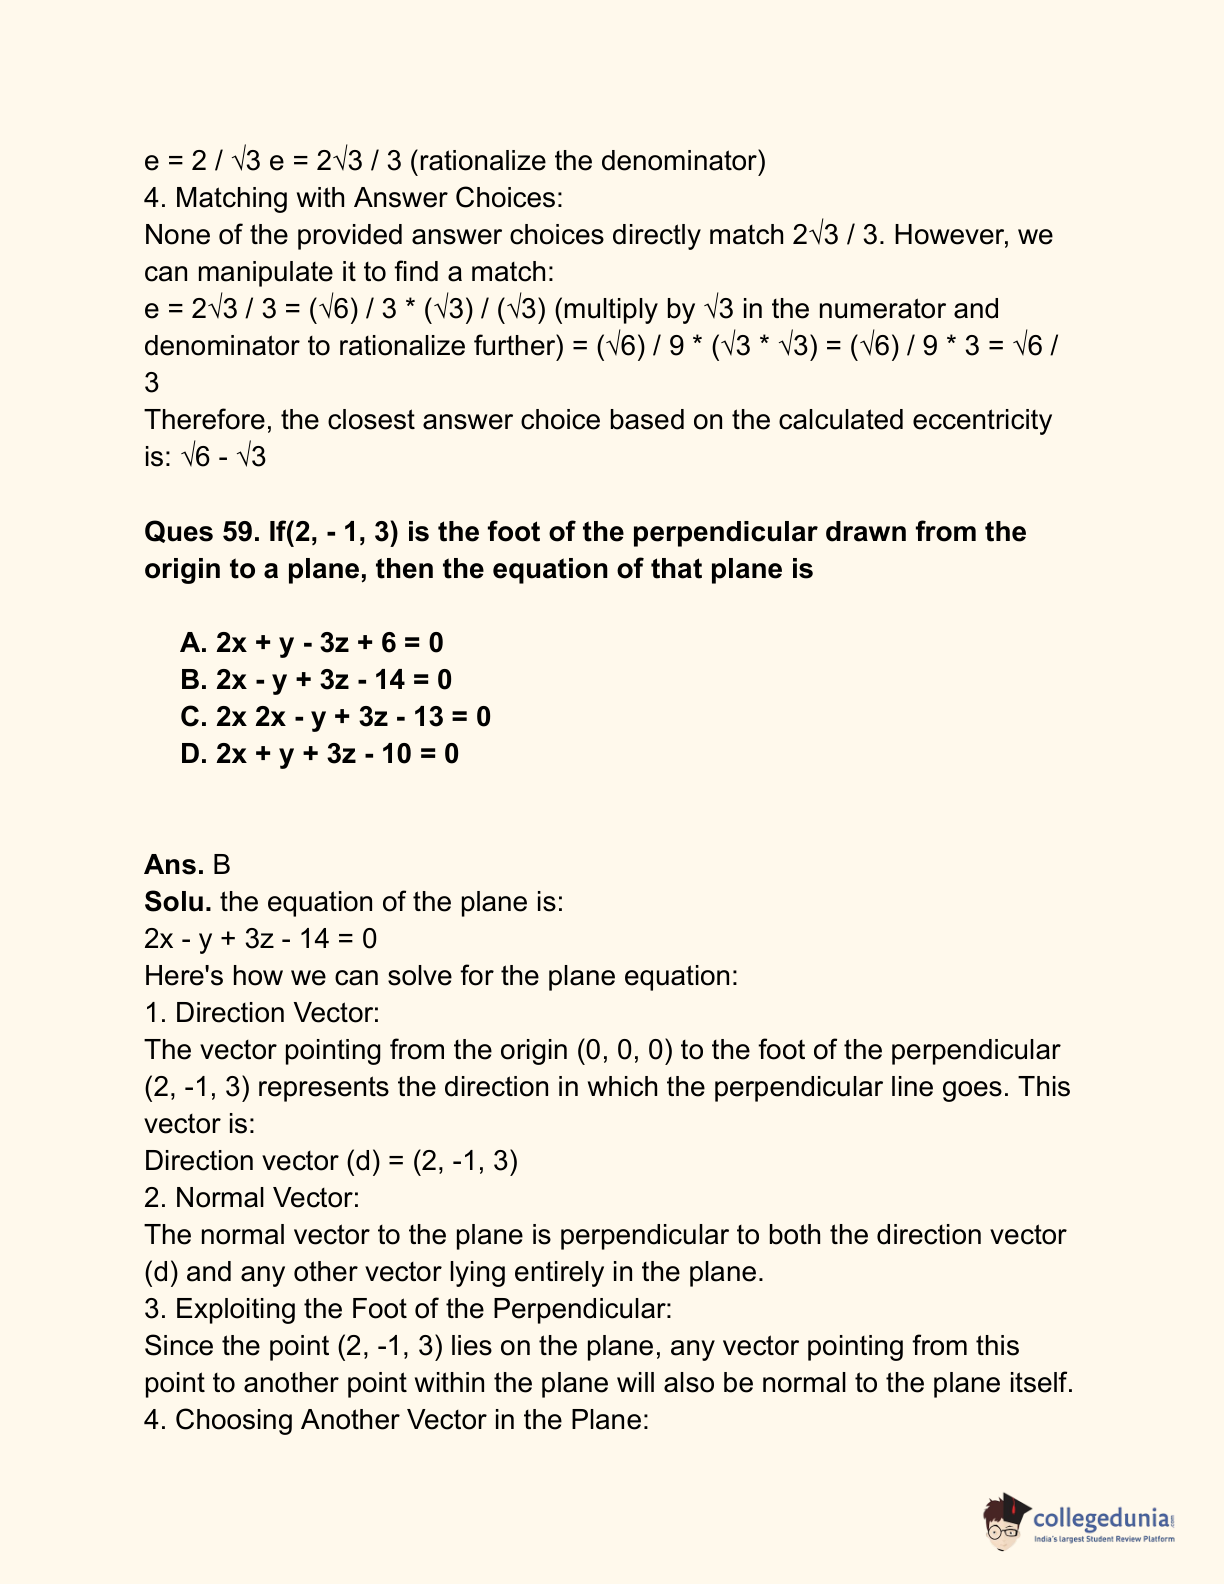 e = 2 / √3 e = 2√3 / 3 (rationalize the denominator)
4. Matching with Answer Choices:
None of the provided answer choices directly match 2√3 / 3. However, we
can manipulate it to find a match:
e = 2√3 / 3 = (√6) / 3 * (√3) / (√3) (multiply by √3 in the numerator and
denominator to rationalize further) = (√6) / 9 * (√3 * √3) = (√6) / 9 * 3 = √6 /
3
Therefore, the closest answer choice based on the calculated eccentricity
is: √6 - √3
Ques 59. If(2, - 1, 3) is the foot of the perpendicular drawn from the
origin to a plane, then the equation of that plane is
A. 2x + y - 3z + 6 = 0
B. 2x - y + 3z - 14 = 0
C. 2x 2x - y + 3z - 13 = 0
D. 2x + y + 3z - 10 = 0
Ans. B
Solu. the equation of the plane is:
2x - y + 3z - 14 = 0
Here's how we can solve for the plane equation:
1. Direction Vector:
The vector pointing from the origin (0, 0, 0) to the foot of the perpendicular
(2, -1, 3) represents the direction in which the perpendicular line goes. This
vector is:
Direction vector (d) = (2, -1, 3)
2. Normal Vector:
The normal vector to the plane is perpendicular to both the direction vector
(d) and any other vector lying entirely in the plane.
3. Exploiting the Foot of the Perpendicular:
Since the point (2, -1, 3) lies on the plane, any vector pointing from this
point to another point within the plane will also be normal to the plane itself.
4. Choosing Another Vector in the Plane:
collegedunia
India's largest Student Review Platform